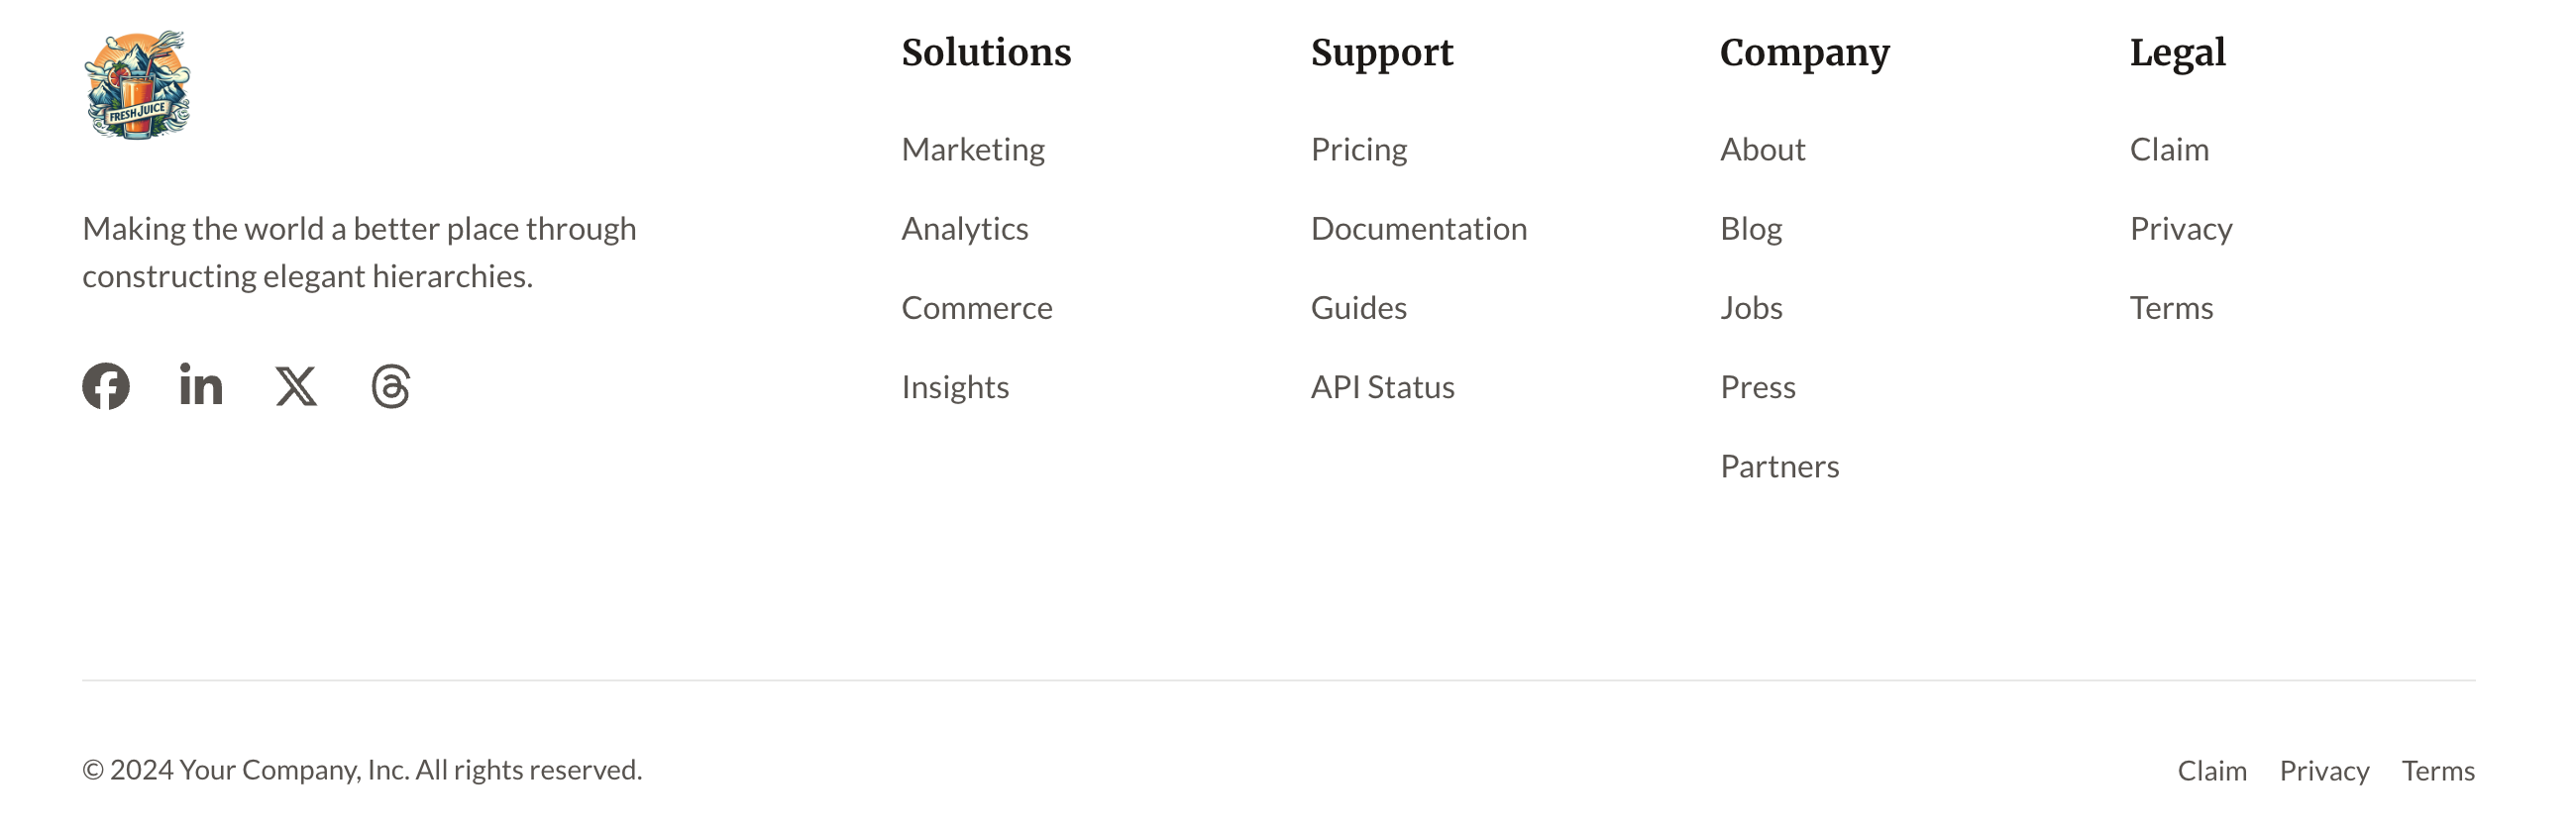 FRESH JUICE
Making the world a better place through
constructing elegant hierarchies.
Solutions
Marketing
Analytics
Commerce
Insights
Support
Pricing
Documentation
Guides
API Status
Company
About
Blog
Jobs
Press
Partners
Legal
Claim
Privacy
Terms
© 2024 Your Company, Inc. All rights reserved.
Claim Privacy Terms